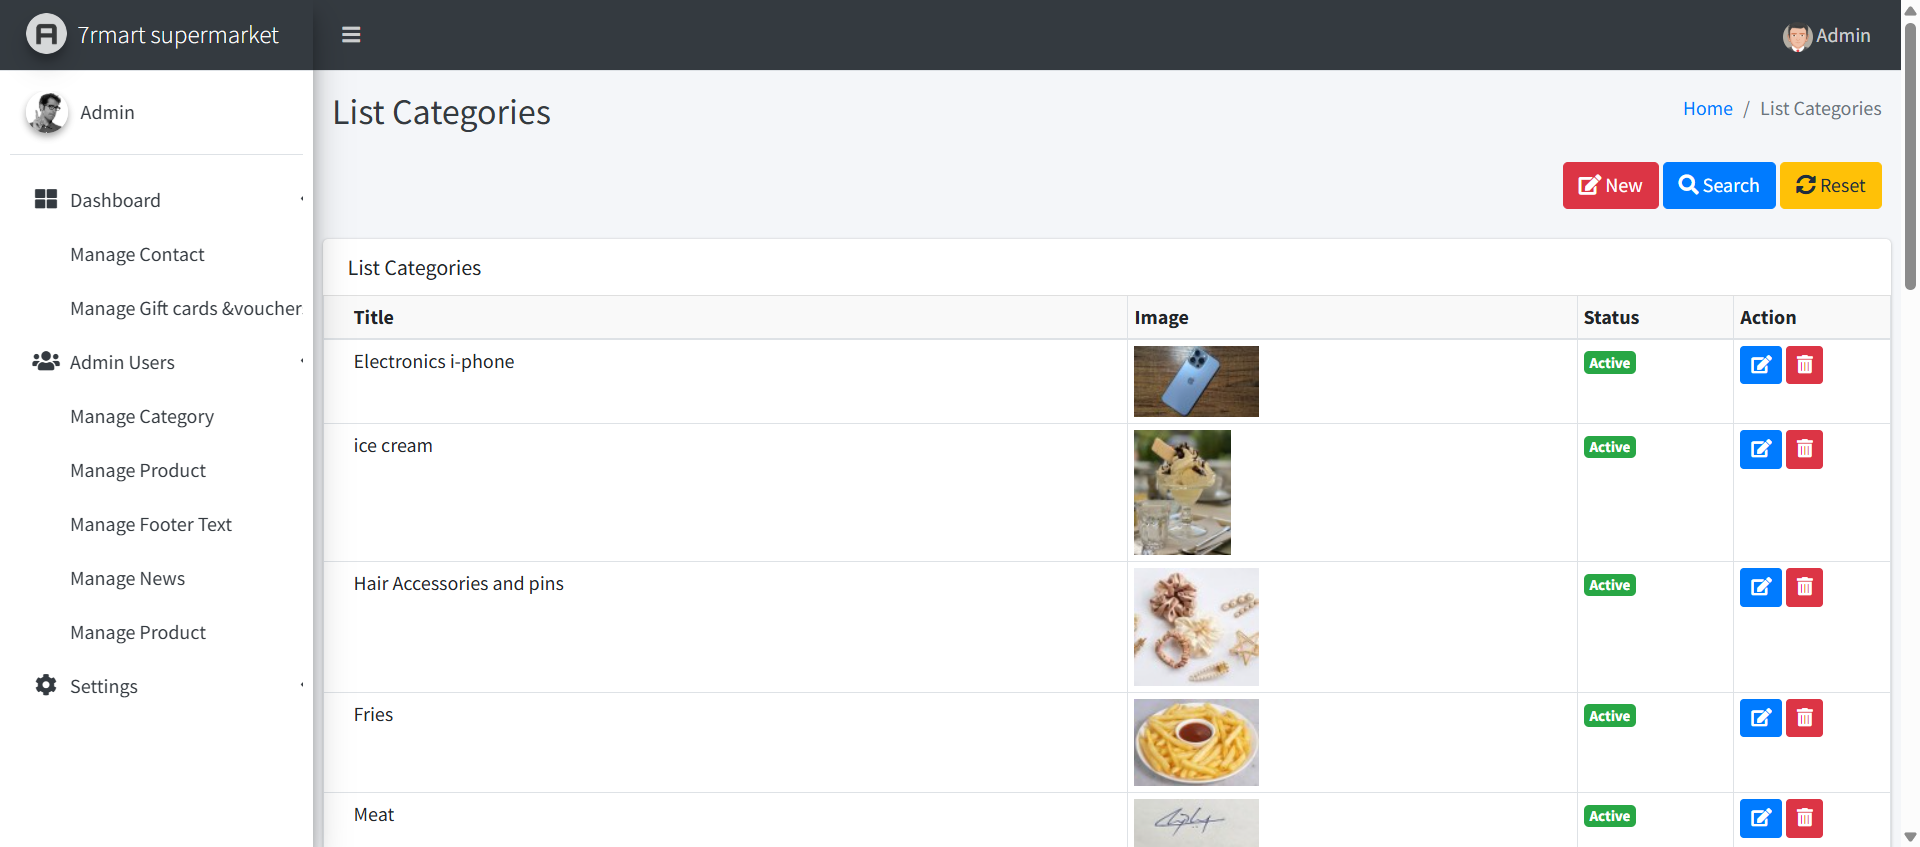 7rmart supermarket
Admin
Admin
List Categories
Home / List Categories
Dashboard
Manage Contact
Manage Gift cards &voucher
Admin Users
Manage Category
Manage Product
Manage Footer Text
Manage News
Manage Product
Settings
New
Search
Reset
List Categories
Title Image Status Action
Electronics i-phone Active
ice cream Active
Hair Accessories and pins Active
Fries Active
Meat Active